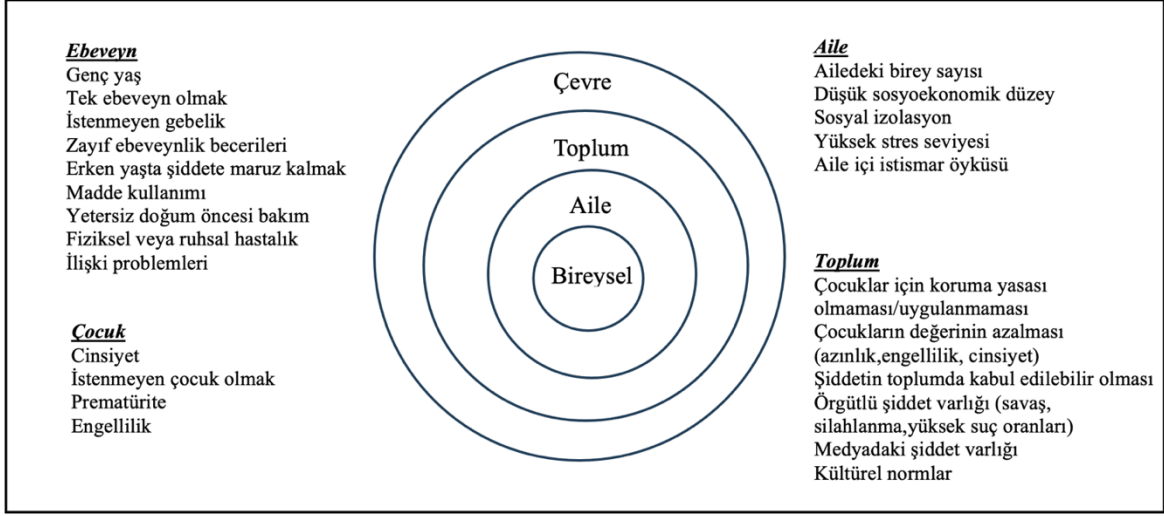 Ebeveyn
Genç yaş
Tek ebeveyn olmak
İstenmeyen gebelik
Zayıf ebeveynlik becerileri
Erken yaşta şiddete maruz kalmak
Madde kullanımı
Yetersiz doğum öncesi bakım
Fiziksel veya ruhsal hastalık
İlişki problemleri
Çocuk
Cinsiyet
İstenmeyen çocuk olmak
Prematürite
Engellilik
Çevre
Toplum
Aile
Bireysel
Aile
Ailedeki birey sayısı
Düşük sosyoekonomik düzey
Sosyal izolasyon
Yüksek stres seviyesi
Aile içi istismar öyküsü
Toplum
Çocuklar için koruma yasası
olmaması/uygulanmaması
Çocukların değerinin azalması
(azınlık,engellilik, cinsiyet)
Şiddetin toplumda kabul edilebilir olması
Örgütlü şiddet varlığı (savaş,
silahlanma,yüksek suç oranları)
Medyadaki şiddet varlığı
Kültürel normlar